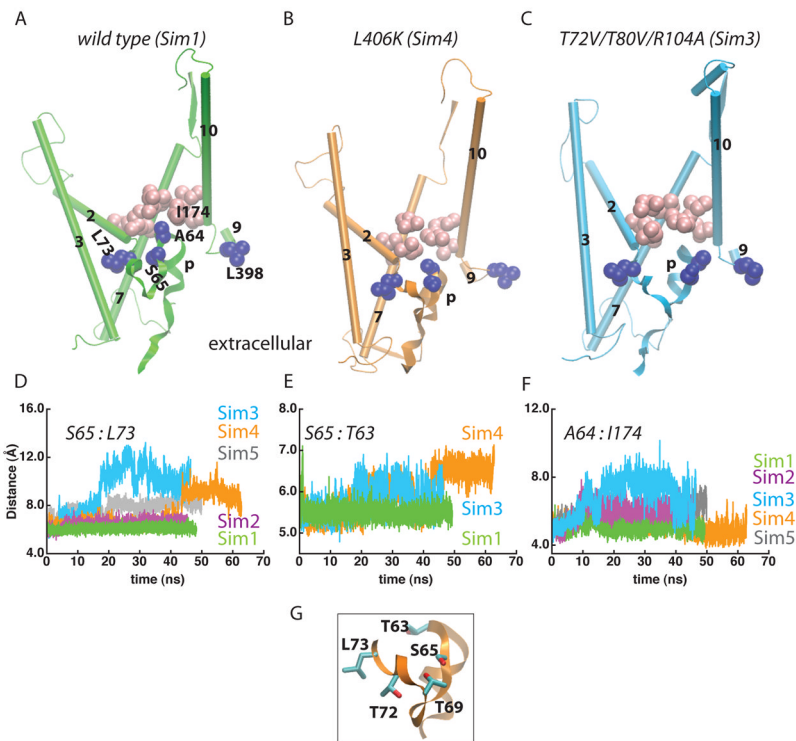 A
wild type (Sim1)
B
L406K (Sim4)
C
T72V/T80V/R104A (Sim3)
10
2
I174
3
A64
9
L73
S65
p
L398
7
extracellular
10
2
3
p
9
7
2
3
p
9
7
D
S65 : L73
Sim3
Sim4
Sim5
Sim2
Sim1
16.0
12.0
8.0
4.0
Distance (Å)
0 10 20 30 40 50 60 70
time (ns)
E
S65 : T63
Sim4
Sim3
Sim1
8.0
7.0
6.0
5.0
0 10 20 30 40 50 60 70
time (ns)
F
A64 : I174
Sim1
Sim2
Sim3
Sim4
Sim5
12.0
8.0
4.0
0 10 20 30 40 50 60 70
time (ns)
G
T63
L73
S65
T72
T69